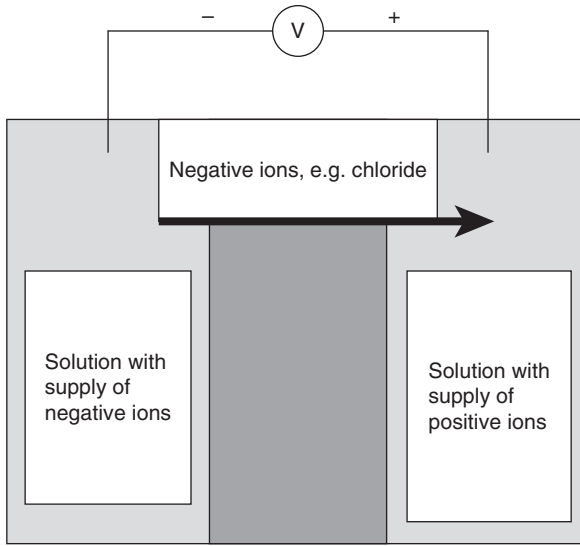 − V +
Negative ions, e.g. chloride
Solution with
supply of
negative ions
Solution with
supply of
positive ions